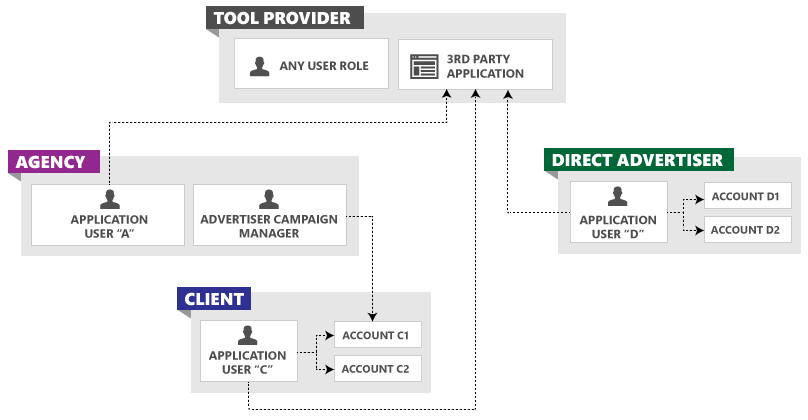 TOOL PROVIDER
ANY USER ROLE
3RD PARTY
APPLICATION
AGENCY
APPLICATION
USER “A”
ADVERTISER CAMPAIGN
MANAGER
DIRECT ADVERTISER
APPLICATION
USER “D”
ACCOUNT D1
ACCOUNT D2
CLIENT
APPLICATION
USER “C”
ACCOUNT C1
ACCOUNT C2